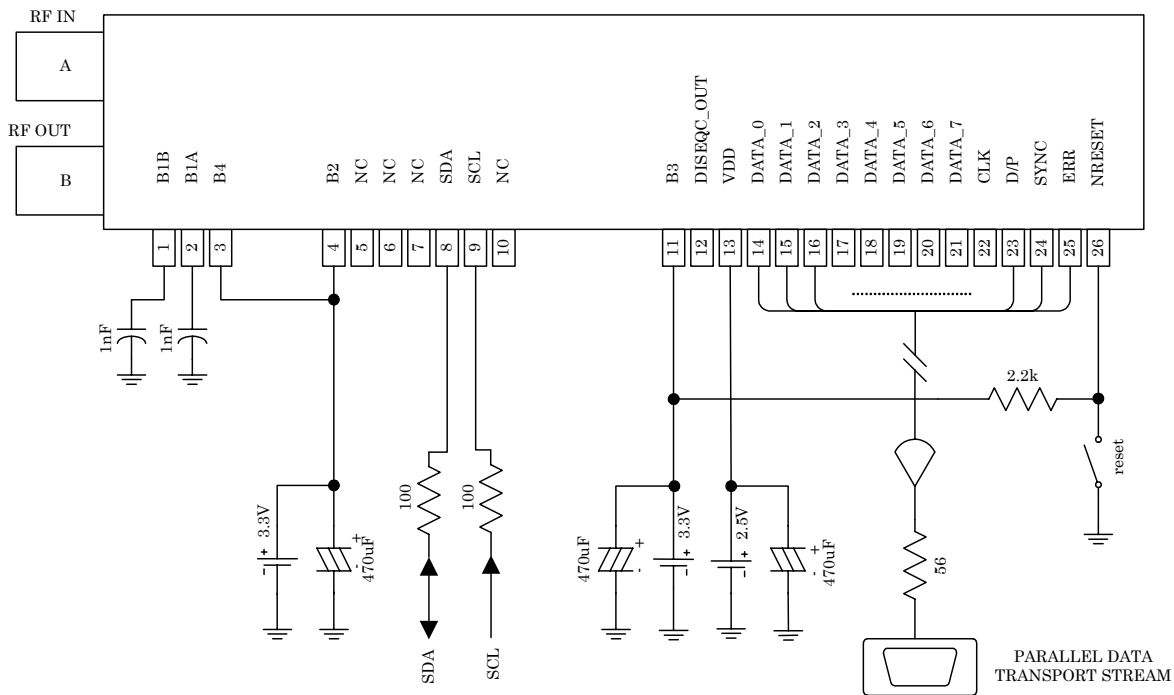 RF IN
A
RF OUT
B
B1B
B1A
B4
B2
NC
NC
NC
SDA
SCL
NC
B3
DISEQC_OUT
VDD
DATA_0
DATA_1
DATA_2
DATA_3
DATA_4
DATA_5
DATA_6
DATA_7
CLK
D/P
SYNC
ERR
NRESET
1
2
3
4
5
6
7
8
9
10
11
12
13
14
15
16
17
18
19
20
21
22
23
24
25
26
1nF
1nF
2.2k
reset
100
100
- + 3.3V
+
- 470uF
470uF
+
-
- + 3.3V
- + 2.5V
+
- 470uF
56
SDA
SCL
PARALLEL DATA
TRANSPORT STREAM